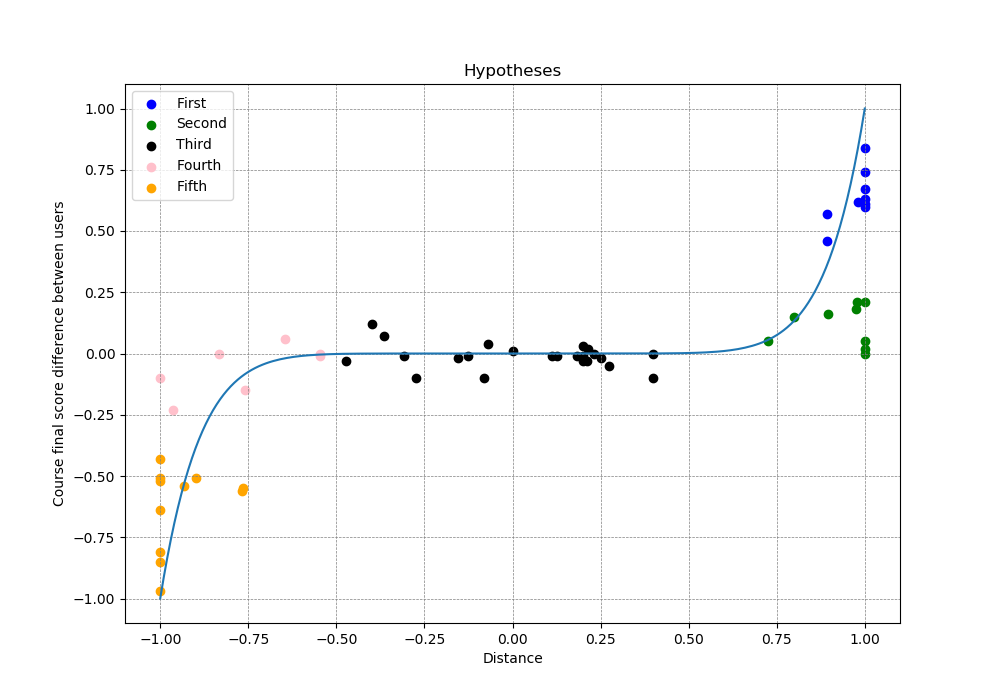 Hypotheses
First
Second
Third
Fourth
Fifth
Course final score difference between users
1.00
0.75
0.50
0.25
0.00
−0.25
−0.50
−0.75
−1.00
−1.00 −0.75 −0.50 −0.25 0.00 0.25 0.50 0.75 1.00
Distance